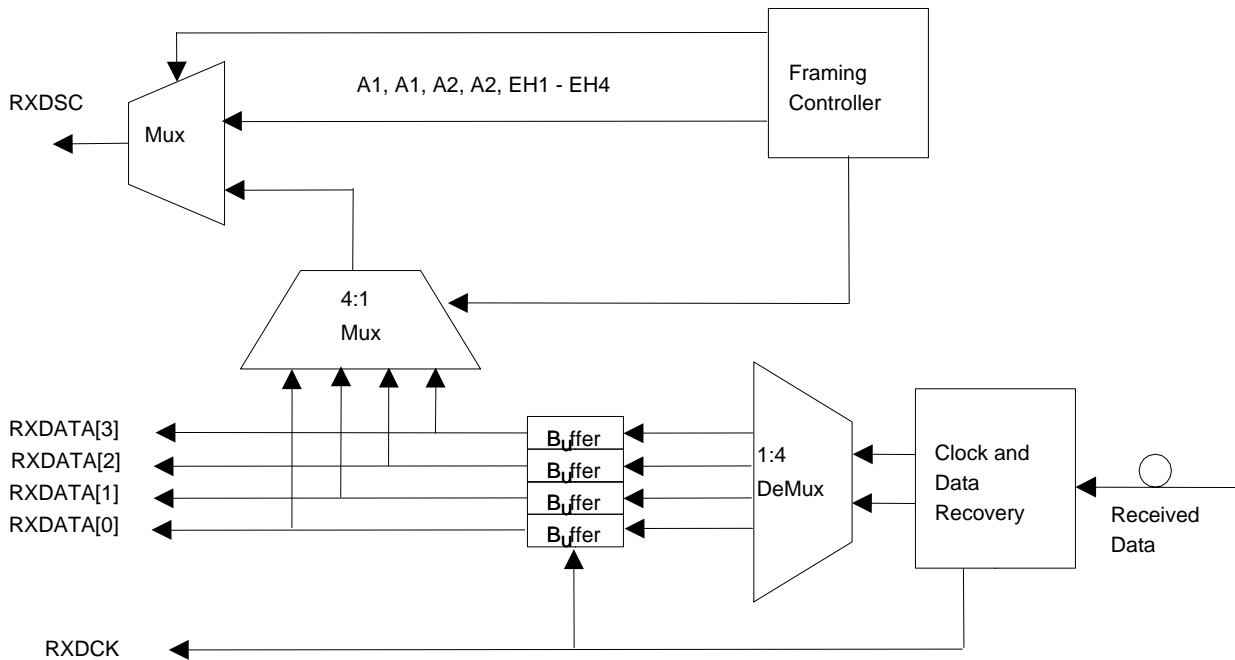 Framing
Controller
A1, A1, A2, A2, EH1 - EH4
RXDSC
Mux
4:1
Mux
RXDATA[3]
RXDATA[2]
RXDATA[1]
RXDATA[0]
Buffer
Buffer
Buffer
Buffer
1:4
DeMux
Clock and
Data
Recovery
Received
Data
RXDCK